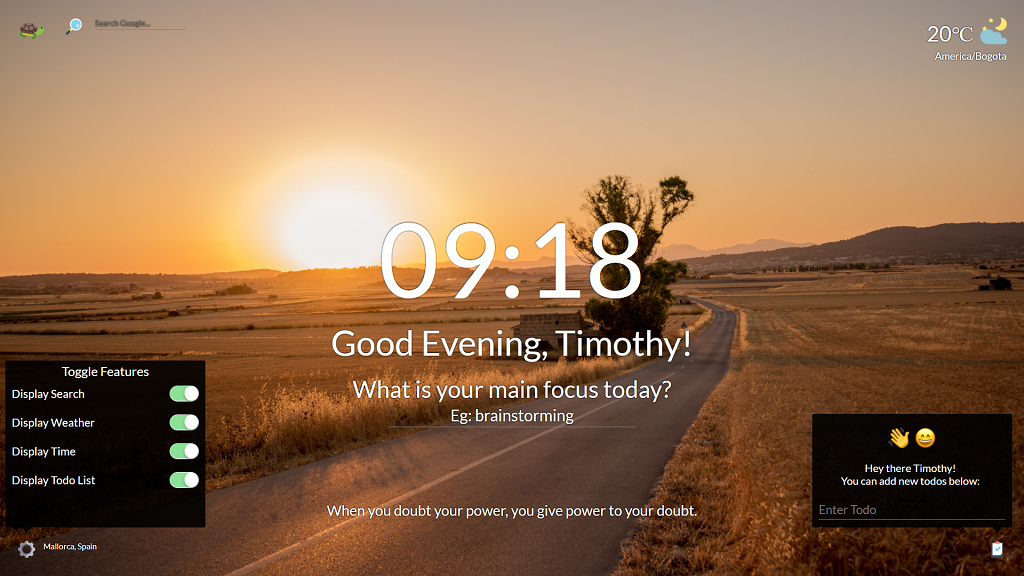 Search Google...
20°C
America/Bogota
09:18
Good Evening, Timothy!
What is your main focus today?
Eg: brainstorming
Toggle Features
Display Search
Display Weather
Display Time
Display Todo List
Hey there Timothy!
You can add new todos below:
Enter Todo
When you doubt your power, you give power to your doubt.
Mallorca, Spain